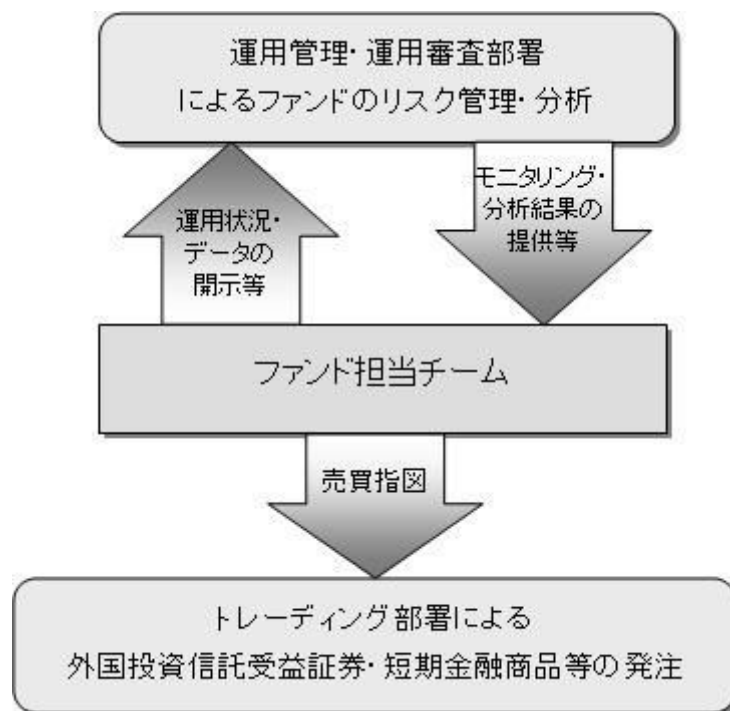 運用管理・運用審査部署
によるファンドのリスク管理・分析
運用状況・
データの
開示等
モニタリング・
分析結果の
提供等
ファンド担当チーム
売買指図
トレーディング部署による
外国投資信託受益証券・短期金融商品等の発注